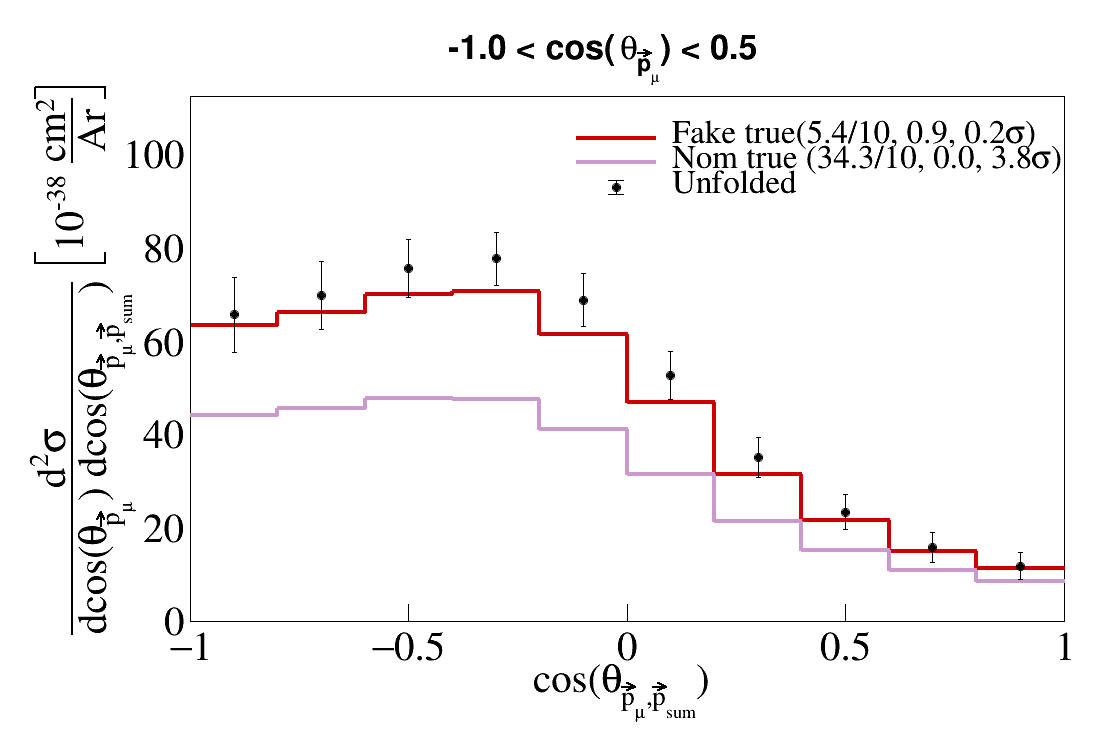 -1.0 < cos(θ_p⃗_μ) < 0.5
Fake true(5.4/10, 0.9, 0.2σ)
Nom true (34.3/10, 0.0, 3.8σ)
Unfolded
d²σ
dcos(θ_p⃗_μ) dcos(θ_p⃗_μ,p⃗_sum)
[10⁻³⁸ cm²/Ar]
100
80
60
40
20
0
−1 −0.5 0 0.5 1
cos(θ_p⃗_μ,p⃗_sum)